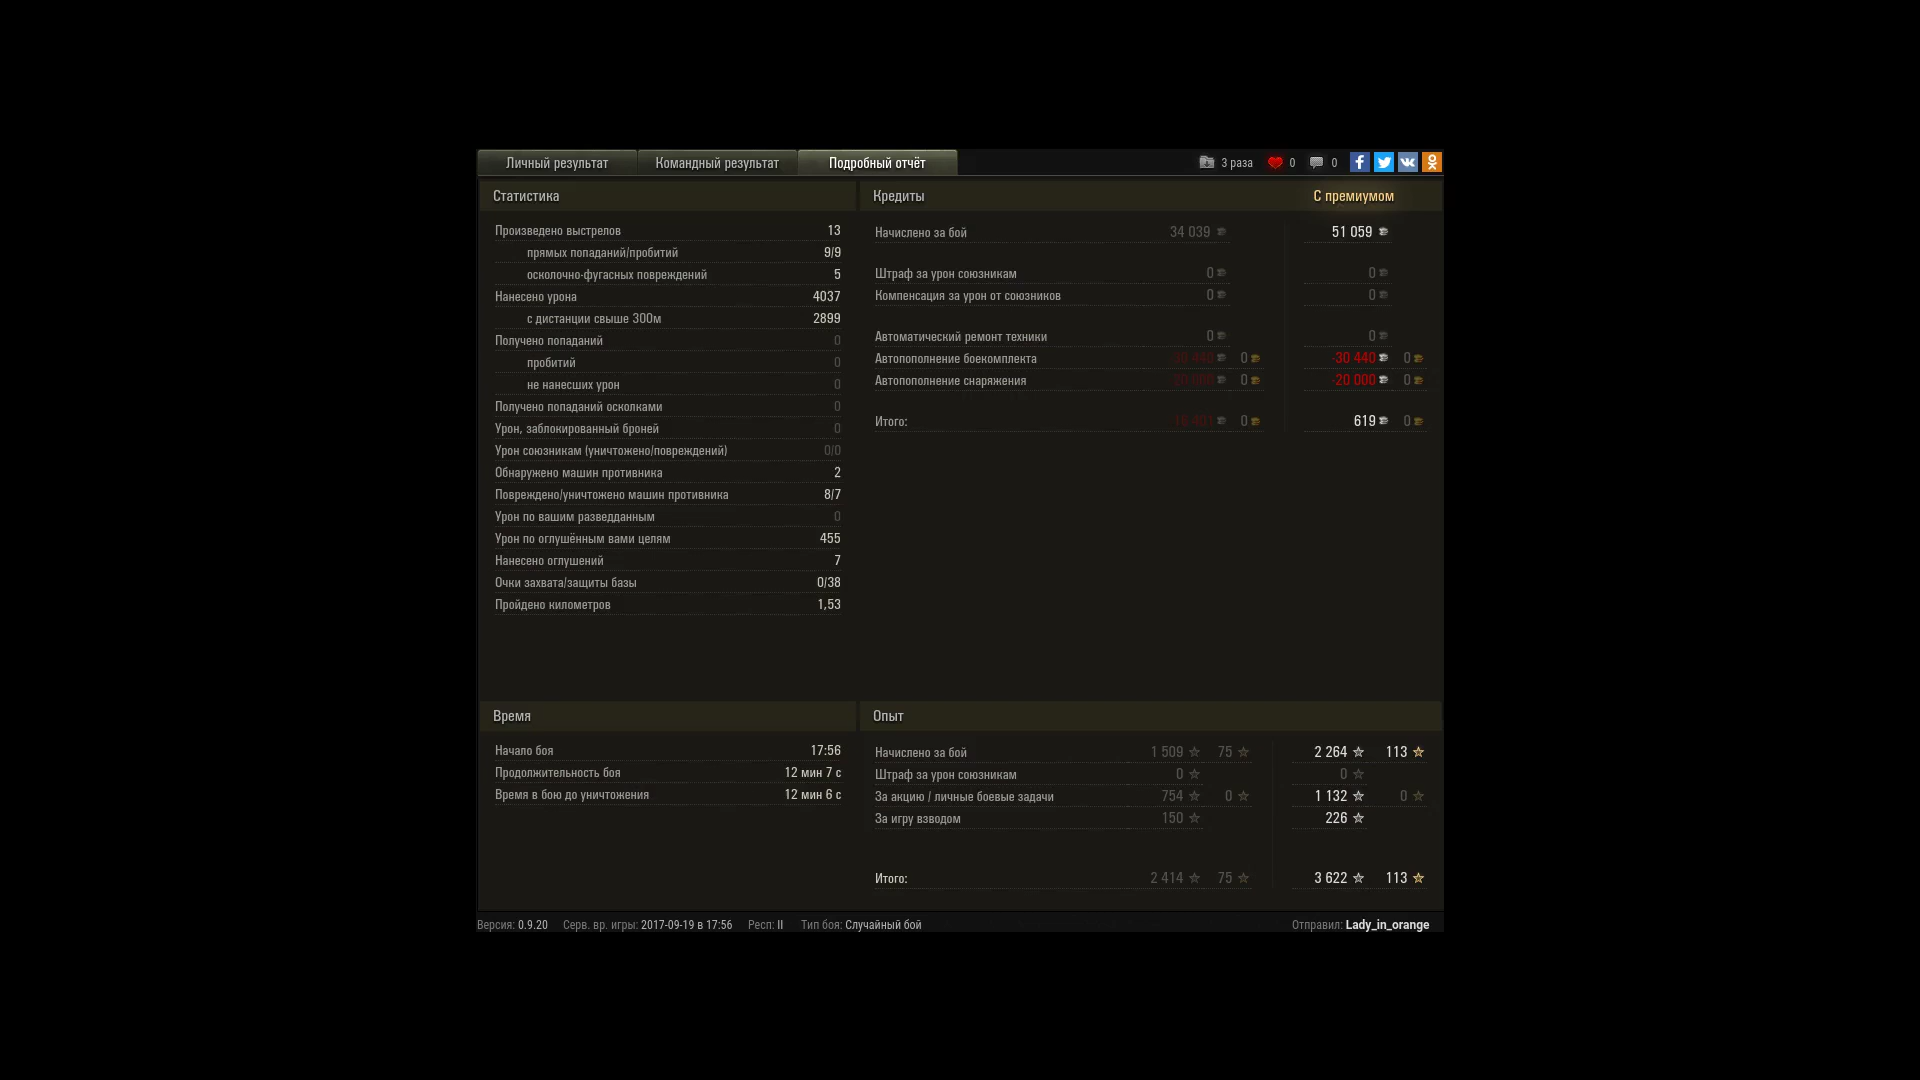 Личный результат Командный результат Подробный отчёт 3 раза 0 0
Статистика
Произведено выстрелов 13
прямых попаданий/пробитий 9/9
осколочно-фугасных повреждений 5
Нанесено урона 4037
с дистанции свыше 300м 2899
Получено попаданий 0
пробитий 0
не нанесших урон 0
Получено попаданий осколками 0
Урон, заблокированный броней 0
Урон союзникам (уничтожено/повреждений) 0/0
Обнаружено машин противника 2
Повреждено/уничтожено машин противника 8/7
Урон по вашим разведданным 0
Урон по оглушённым вами целям 455
Нанесено оглушений 7
Очки захвата/защиты базы 0/38
Пройдено километров 1,53
Кредиты С премиумом
Начислено за бой 34 039 51 059
Штраф за урон союзникам 0 0
Компенсация за урон от союзников 0 0
Автоматический ремонт техники 0 0
Автопополнение боекомплекта -30 440 0 -30 440 0
Автопополнение снаряжения -20 000 0 -20 000 0
Итого: -16 401 0 619 0
Время
Начало боя 17:56
Продолжительность боя 12 мин 7 с
Время в бою до уничтожения 12 мин 6 с
Опыт
Начислено за бой 1 509 75 2 264 113
Штраф за урон союзникам 0 0
За акцию / личные боевые задачи 754 0 1 132 0
За игру взводом 150 226
Итого: 2 414 75 3 622 113
Версия: 0.9.20 Серв. вр. игры: 2017-09-19 в 17:56 Респ: II Тип боя: Случайный бой Отправил: Lady_in_orange